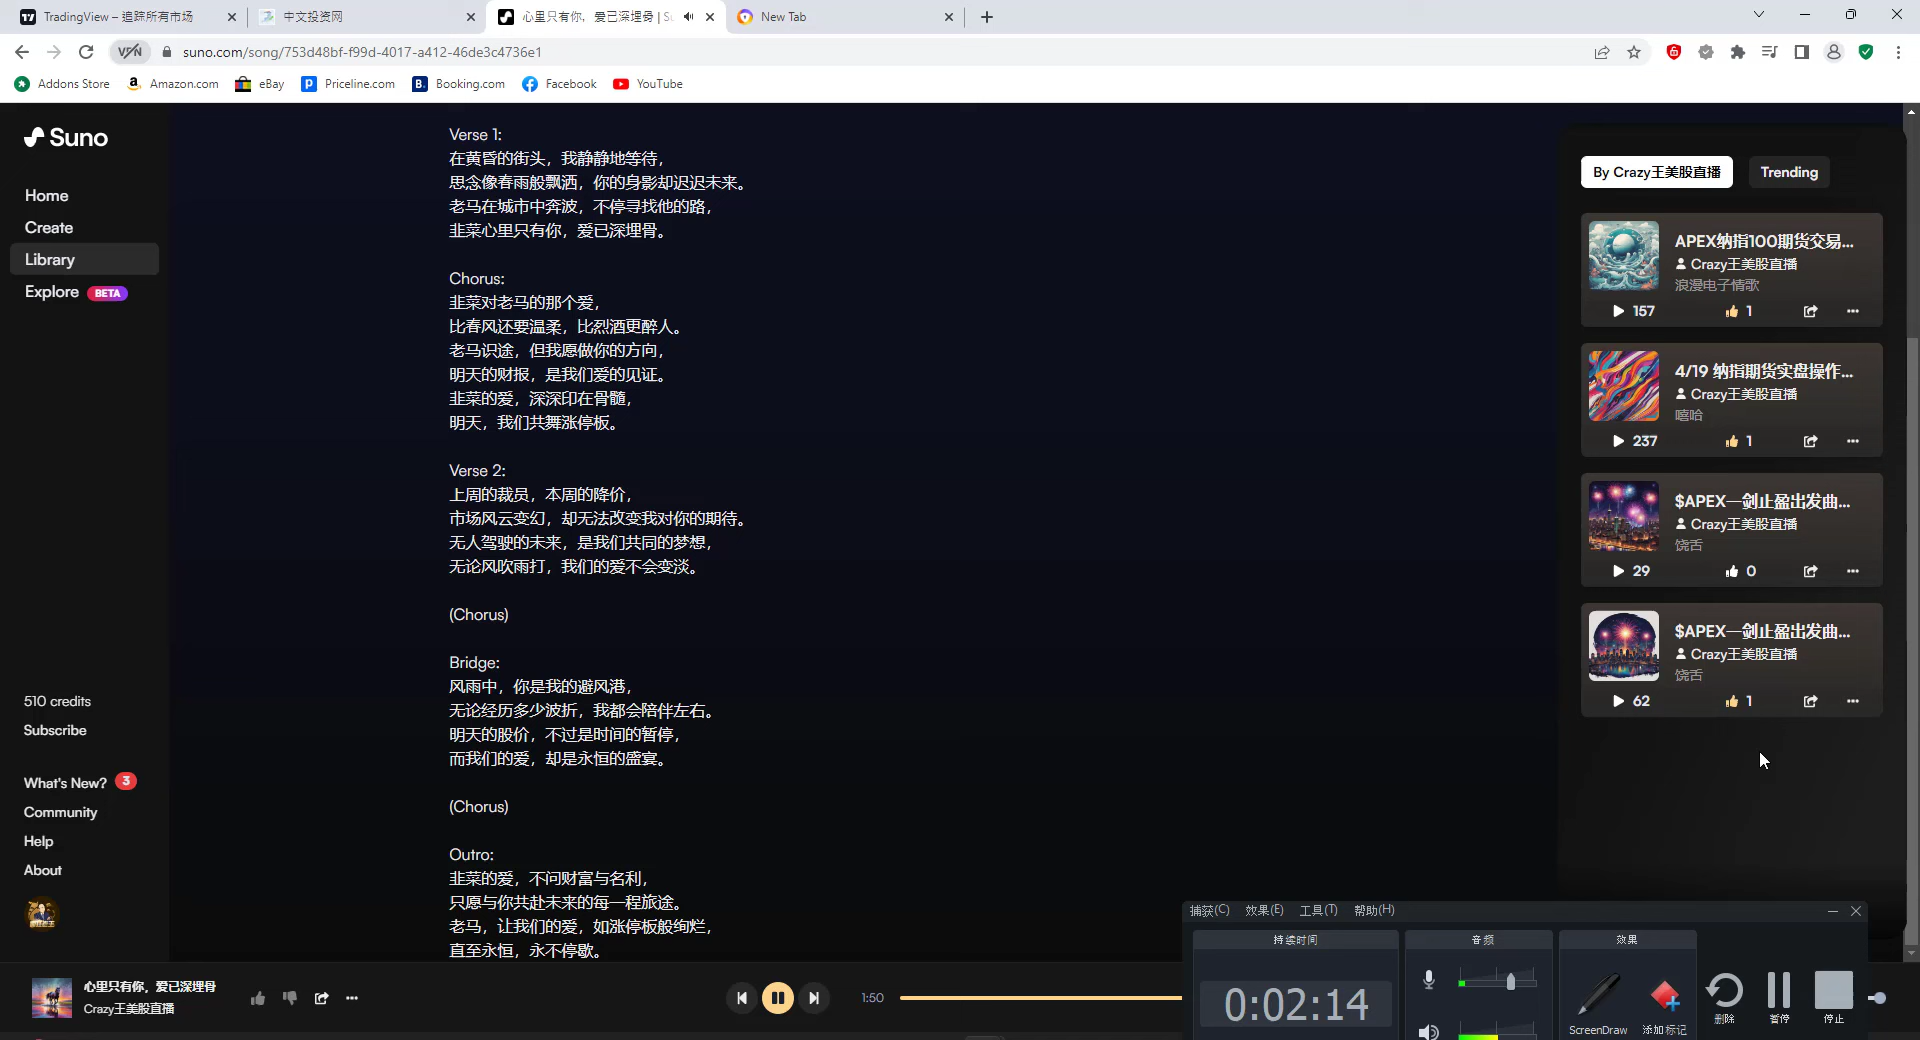 TradingView – 追踪所有市场
中文投资网
心里只有你，爱已深埋骨 | Su
New Tab
VPN
suno.com/song/753d48bf-f99d-4017-a412-46de3c4736e1
Addons Store
Amazon.com
eBay
Priceline.com
Booking.com
Facebook
YouTube
Suno
Home
Create
Library
Explore BETA
510 credits
Subscribe
What's New? 3
Community
Help
About
Verse 1:
在黄昏的街头，我静静地等待，
思念像春雨般飘洒，你的身影却迟迟未来。
老马在城市中奔波，不停寻找他的路，
韭菜心里只有你，爱已深埋骨。
Chorus:
韭菜对老马的那个爱，
比春风还要温柔，比烈酒更醉人。
老马识途，但我愿做你的方向，
明天的财报，是我们爱的见证。
韭菜的爱，深深印在骨髓，
明天，我们共舞涨停板。
Verse 2:
上周的裁员，本周的降价，
市场风云变幻，却无法改变我对你的期待。
无人驾驶的未来，是我们共同的梦想，
无论风吹雨打，我们的爱不会变淡。
(Chorus)
Bridge:
风雨中，你是我的避风港，
无论经历多少波折，我都会陪伴左右。
明天的股价，不过是时间的暂停，
而我们的爱，却是永恒的盛宴。
(Chorus)
Outro:
韭菜的爱，不问财富与名利，
只愿与你共赴未来的每一程旅途。
老马，让我们的爱，如涨停板般绚烂，
直至永恒，永不停歇。
By Crazy王美股直播
Trending
APEX纳指100期货交易...
Crazy王美股直播
浪漫电子情歌
157
1
4/19 纳指期货实盘操作...
Crazy王美股直播
嘻哈
237
1
$APEX一剑止盈出发曲...
Crazy王美股直播
饶舌
29
0
$APEX一剑止盈出发曲...
Crazy王美股直播
饶舌
62
1
心里只有你，爱已深埋骨
Crazy王美股直播
1:50
捕获(C) 效果(E) 工具(T) 帮助(H)
持续时间
音频
效果
0:02:14
ScreenDraw
添加标记
删除
暂停
停止